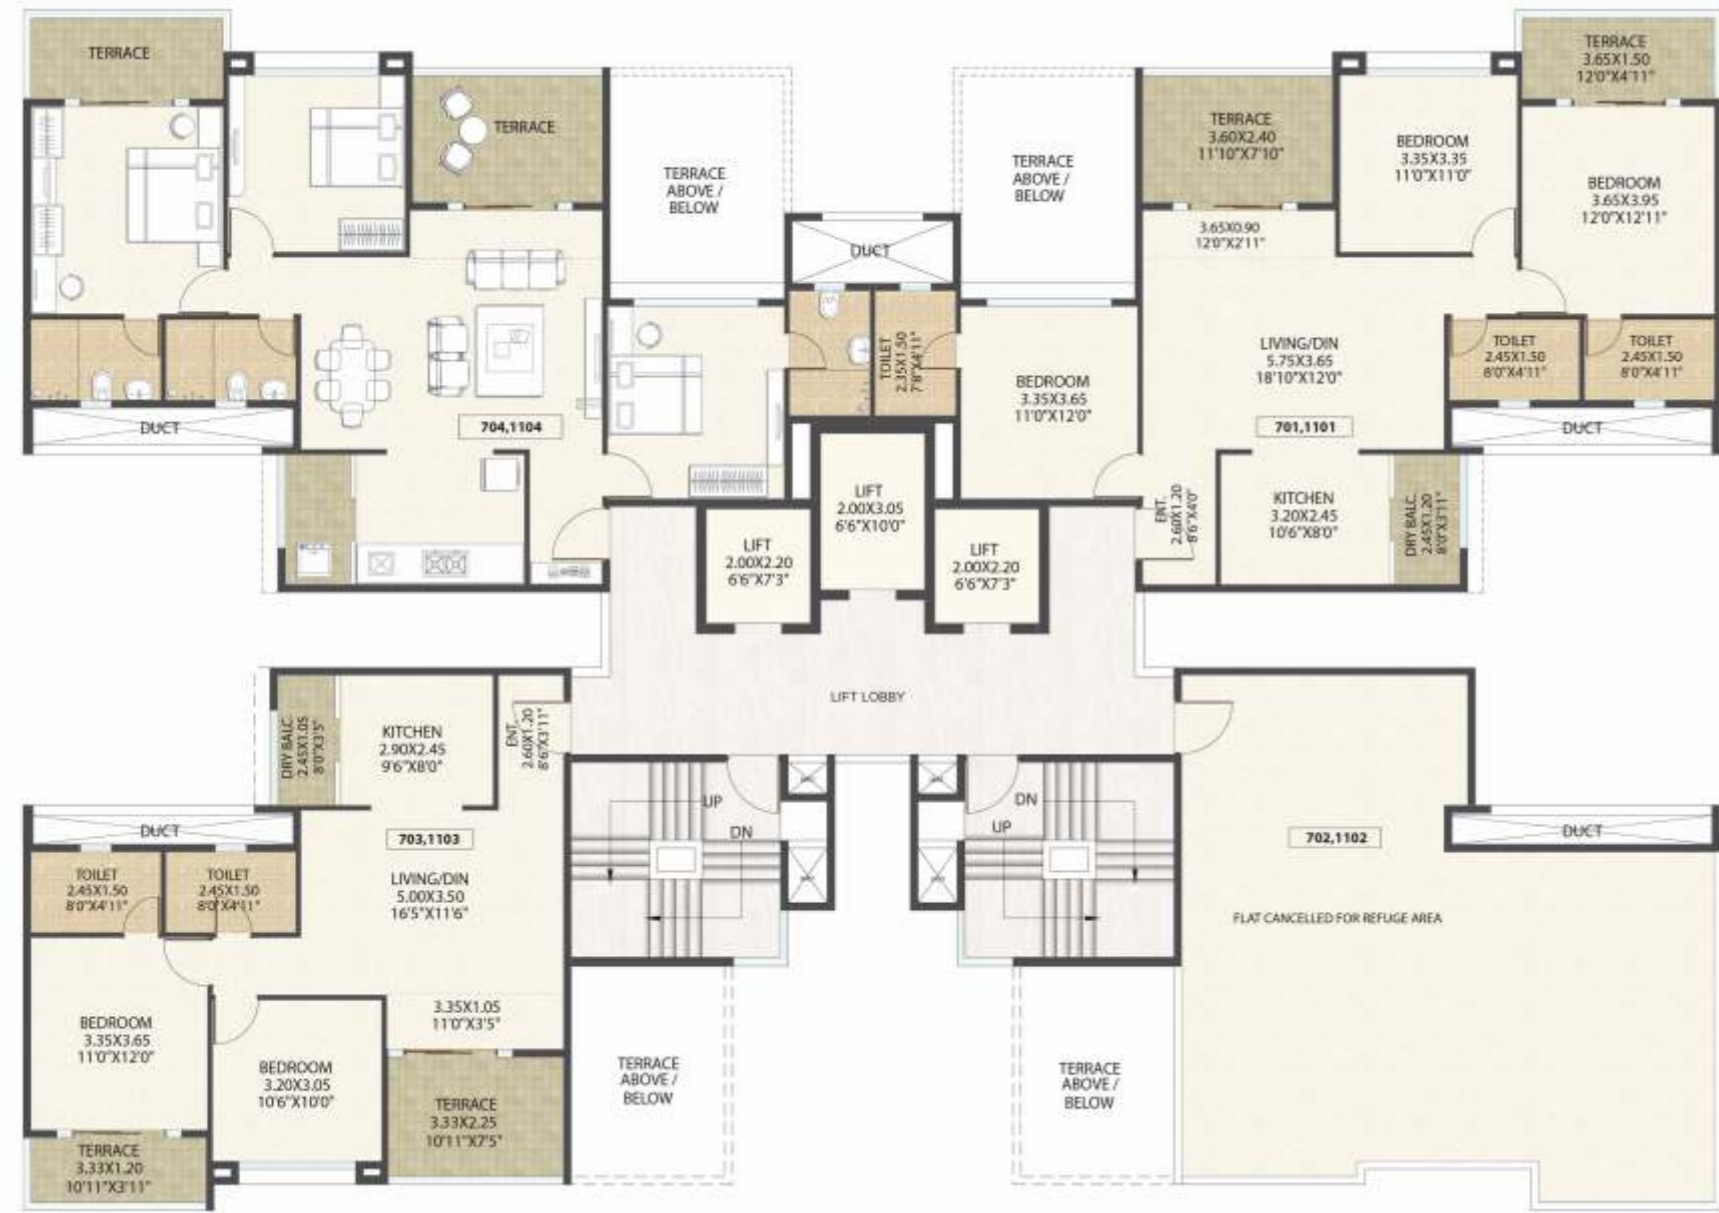 TERRACE
TERRACE
TERRACE
ABOVE /
BELOW
TERRACE
ABOVE /
BELOW
TERRACE
3.60X2.40
11'10"X7'10"
BEDROOM
3.35X3.35
11'0"X11'0"
TERRACE
3.65X1.50
12'0"X4'11"
BEDROOM
3.65X3.95
12'0"X12'11"
3.65X0.90
12'0"X2'11"
DUCT
TOILET
2.35X1.50
7'8"X4'11"
BEDROOM
3.35X3.65
11'0"X12'0"
LIVING/DIN
5.75X3.65
18'10"X12'0"
TOILET
2.45X1.50
8'0"X4'11"
TOILET
2.45X1.50
8'0"X4'11"
DUCT
704,1104
701,1101
DUCT
LIFT
2.00X2.20
6'6"X7'3"
LIFT
2.00X3.05
6'6"X10'0"
LIFT
2.00X2.20
6'6"X7'3"
ENT.
2.60X1.20
8'6"X4'0"
KITCHEN
3.20X2.45
10'6"X8'0"
DRY BALC.
2.45X1.20
8'0"X3'11"
LIFT LOBBY
DRY BALC.
2.45X1.05
8'0"X3'5"
KITCHEN
2.90X2.45
9'6"X8'0"
ENT.
2.60X1.20
8'6"X3'11"
UP
DN
DN
UP
DUCT
703,1103
702,1102
DUCT
TOILET
2.45X1.50
8'0"X4'11"
TOILET
2.45X1.50
8'0"X4'11"
LIVING/DIN
5.00X3.50
16'5"X11'6"
FLAT CANCELLED FOR REFUGE AREA
3.35X1.05
11'0"X3'5"
BEDROOM
3.35X3.65
11'0"X12'0"
BEDROOM
3.20X3.05
10'6"X10'0"
TERRACE
3.33X2.25
10'11"X7'5"
TERRACE
ABOVE /
BELOW
TERRACE
ABOVE /
BELOW
TERRACE
3.33X1.20
10'11"X3'11"